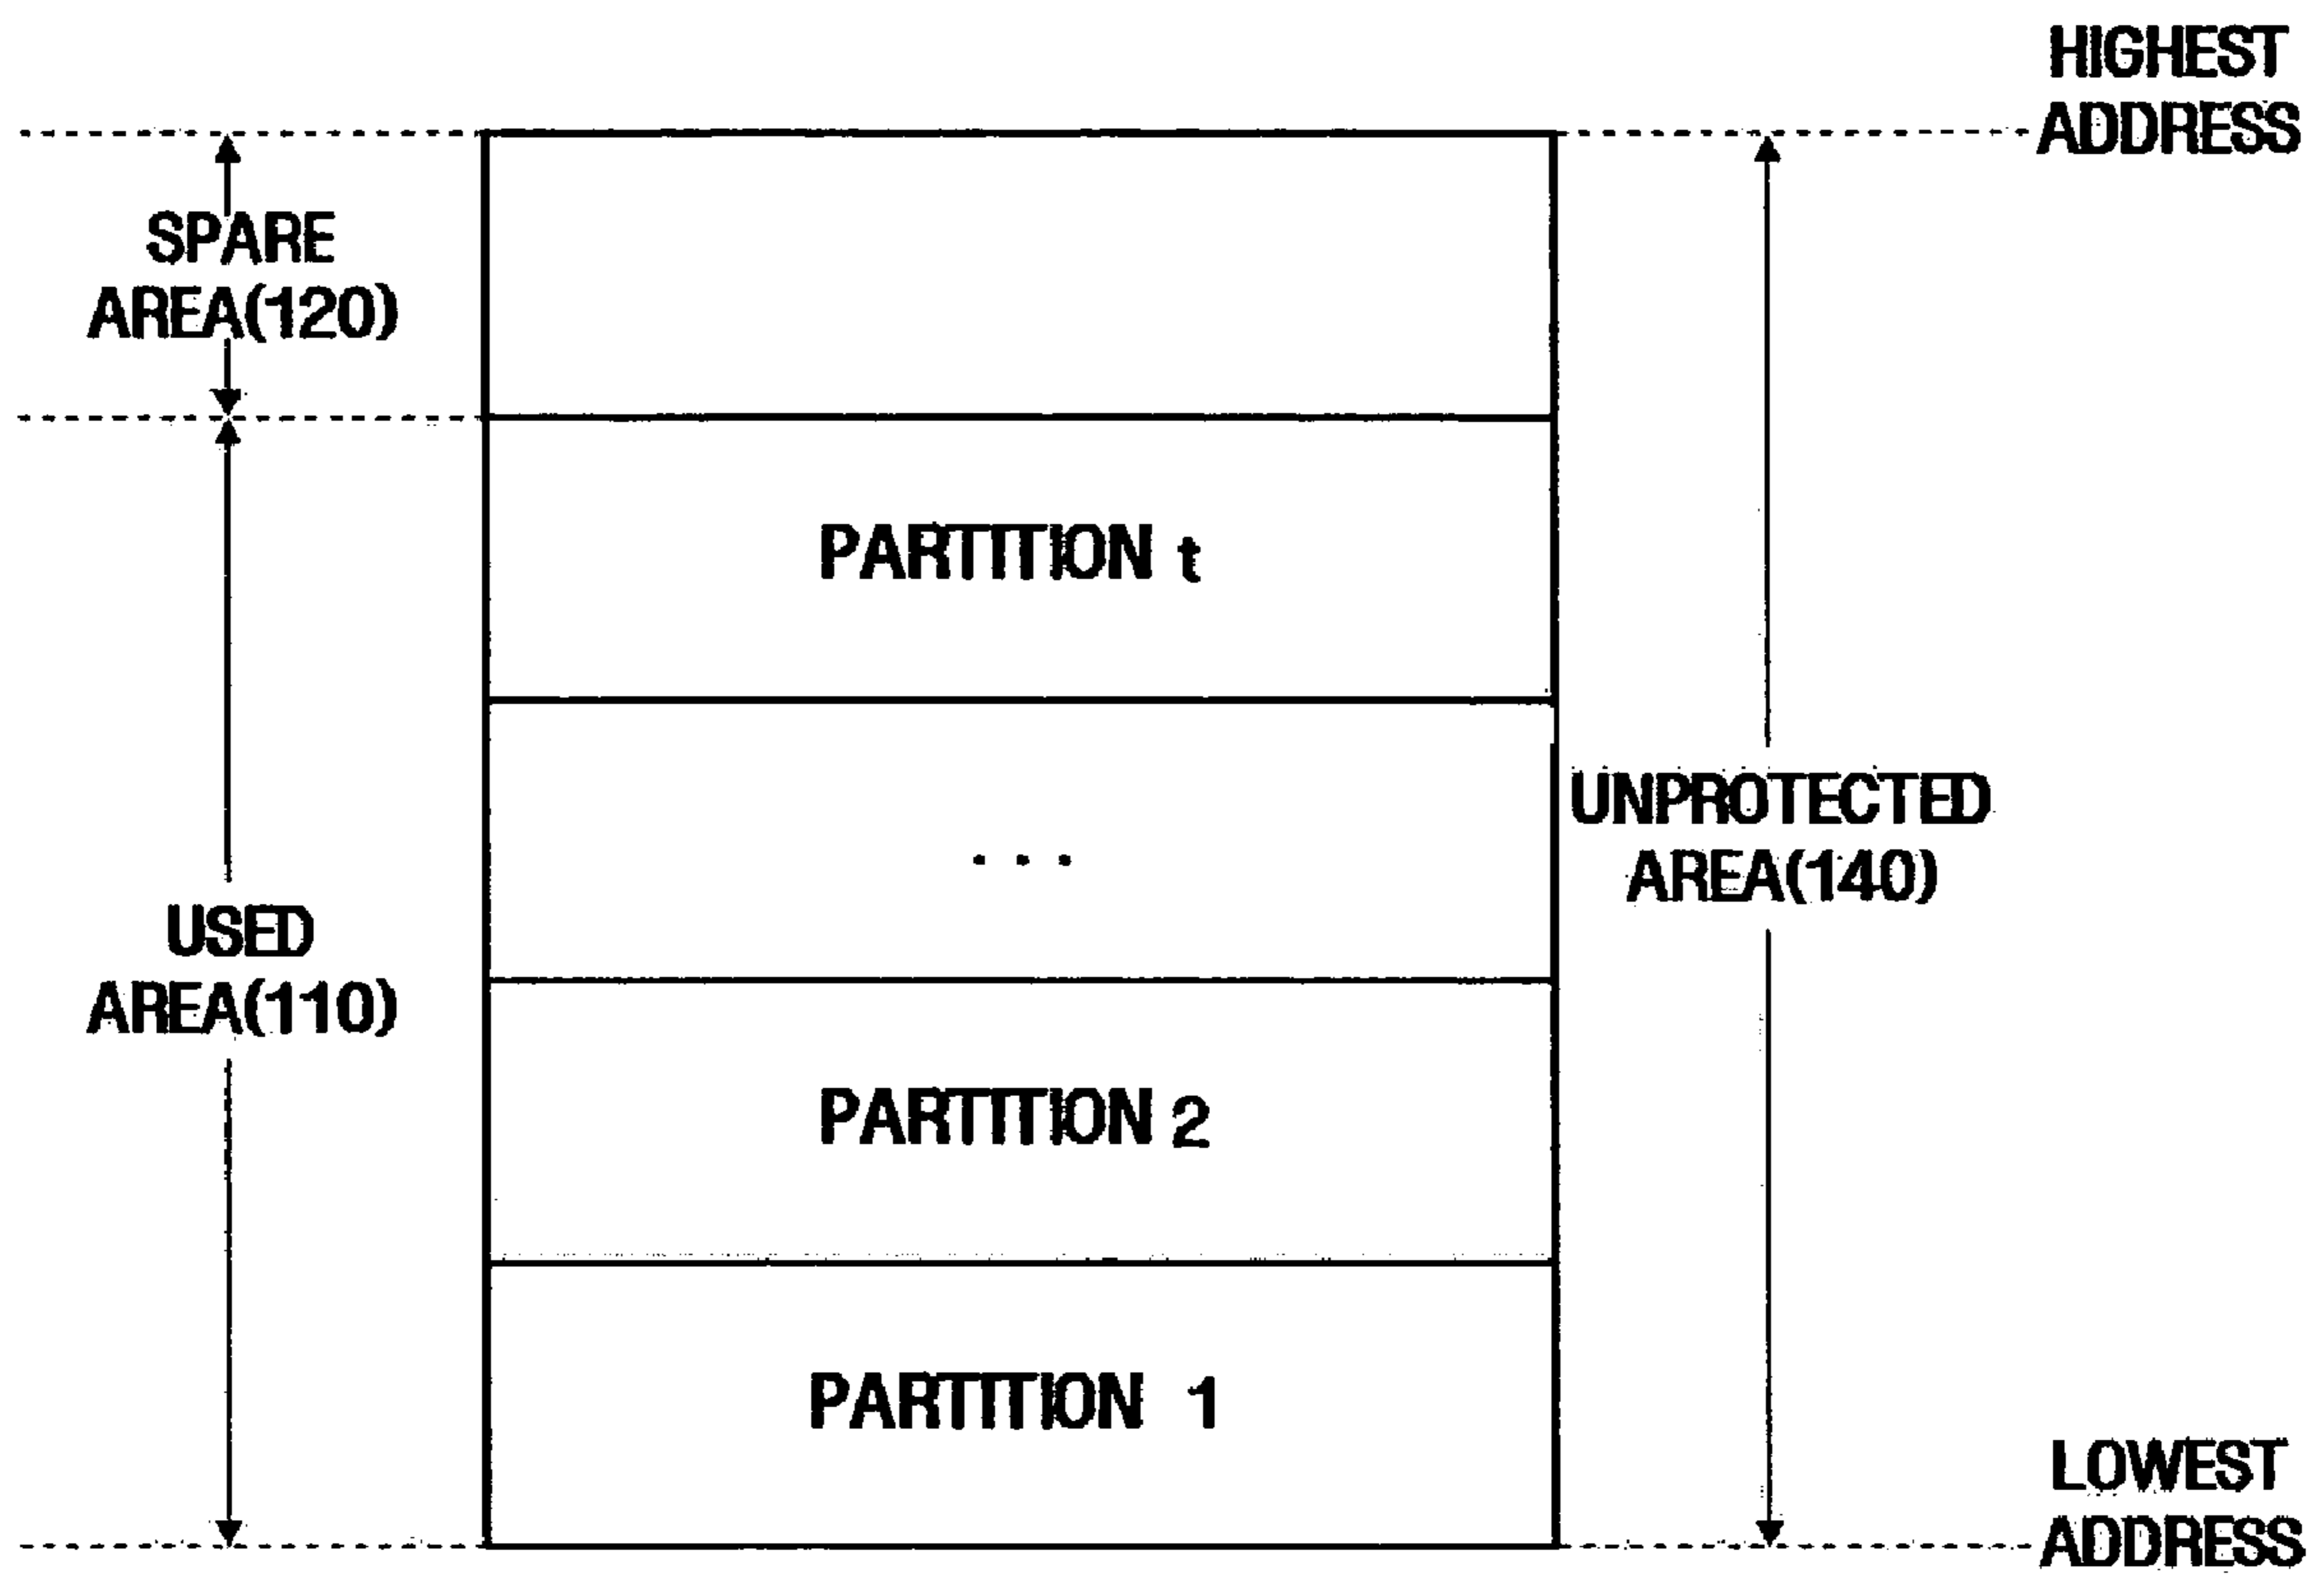 HIGHEST
ADDRESS
SPARE
AREA(120)
PARTITION t
UNPROTECTED
AREA(140)
...
USED
AREA(110)
PARTITION 2
PARTITION 1
LOWEST
ADDRESS